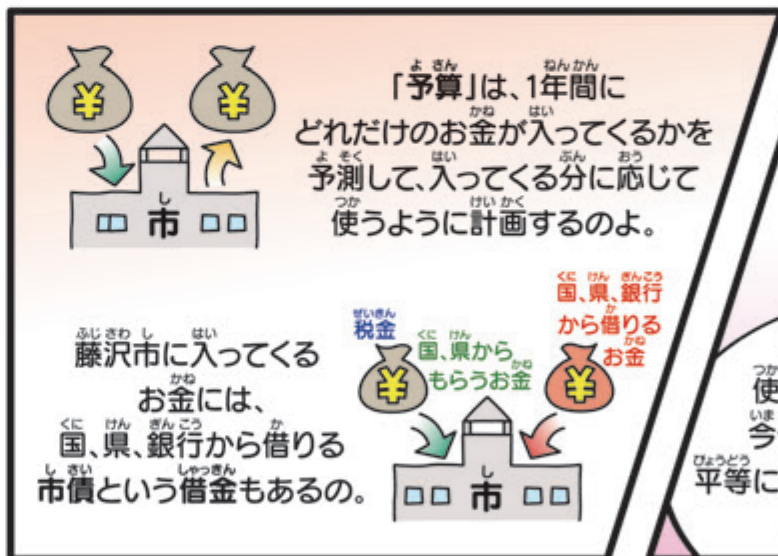 「予算」は、1年間に
どれだけのお金が入ってくるかを
予測して、入ってくる分に応じて
使うように計画するのよ。
¥
¥
市
藤沢市に入ってくる
お金には、
国、県、銀行から借りる
市債という借金もあるの。
税金
国、県から
もらうお金
国、県、銀行
から借りる
お金
¥
¥
市
使
今
平等に